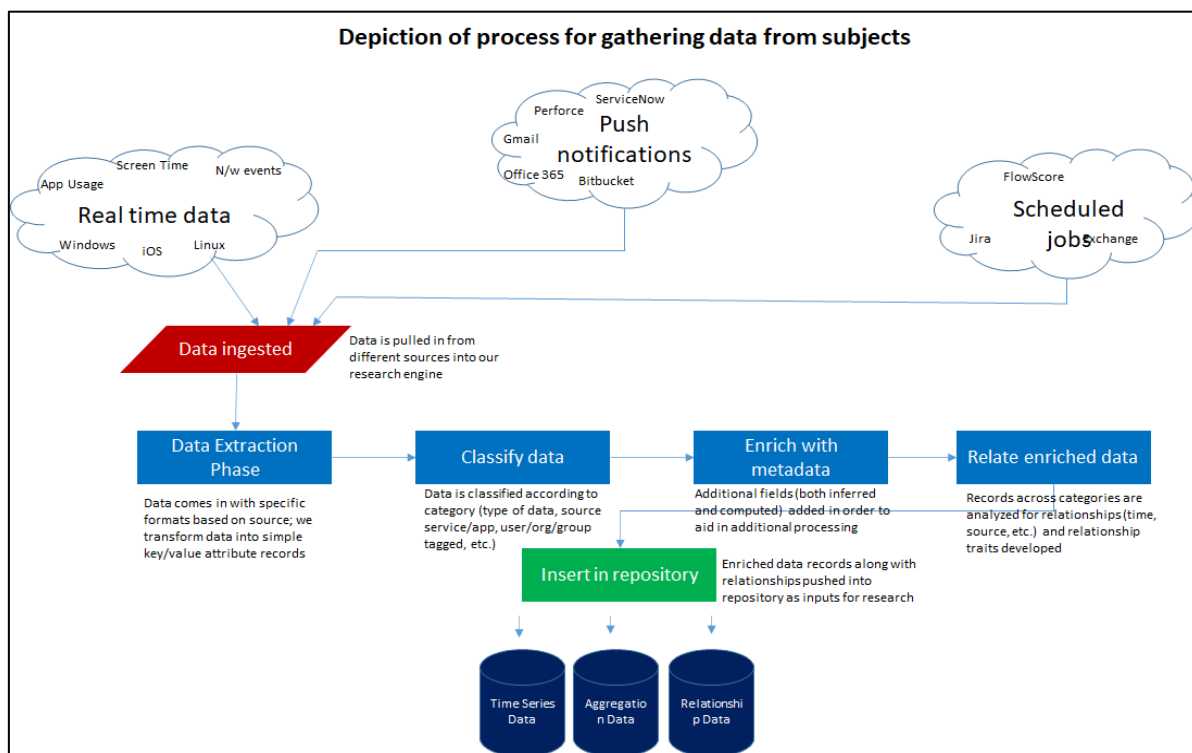 Depiction of process for gathering data from subjects
ServiceNow
Perforce
Push
notifications
Gmail
Office 365
Bitbucket
Screen Time
N/w events
App Usage
Real time data
Windows
iOS
Linux
FlowScore
Scheduled
jobs
Jira
Exchange
Data ingested
Data is pulled in from
different sources into our
research engine
Data Extraction
Phase
Classify data
Enrich with
metadata
Relate enriched data
Data comes in with specific
formats based on source; we
transform data into simple
key/value attribute records
Data is classified according to
category (type of data, source
service/app, user/org/group
tagged, etc.)
Additional fields (both inferred
and computed) added in order to
aid in additional processing
Records across categories are
analyzed for relationships (time,
source, etc.) and relationship
traits developed
Insert in repository
Enriched data records along with
relationships pushed into
repository as inputs for research
Time Series
Data
Aggregatio
n Data
Relationshi
p Data